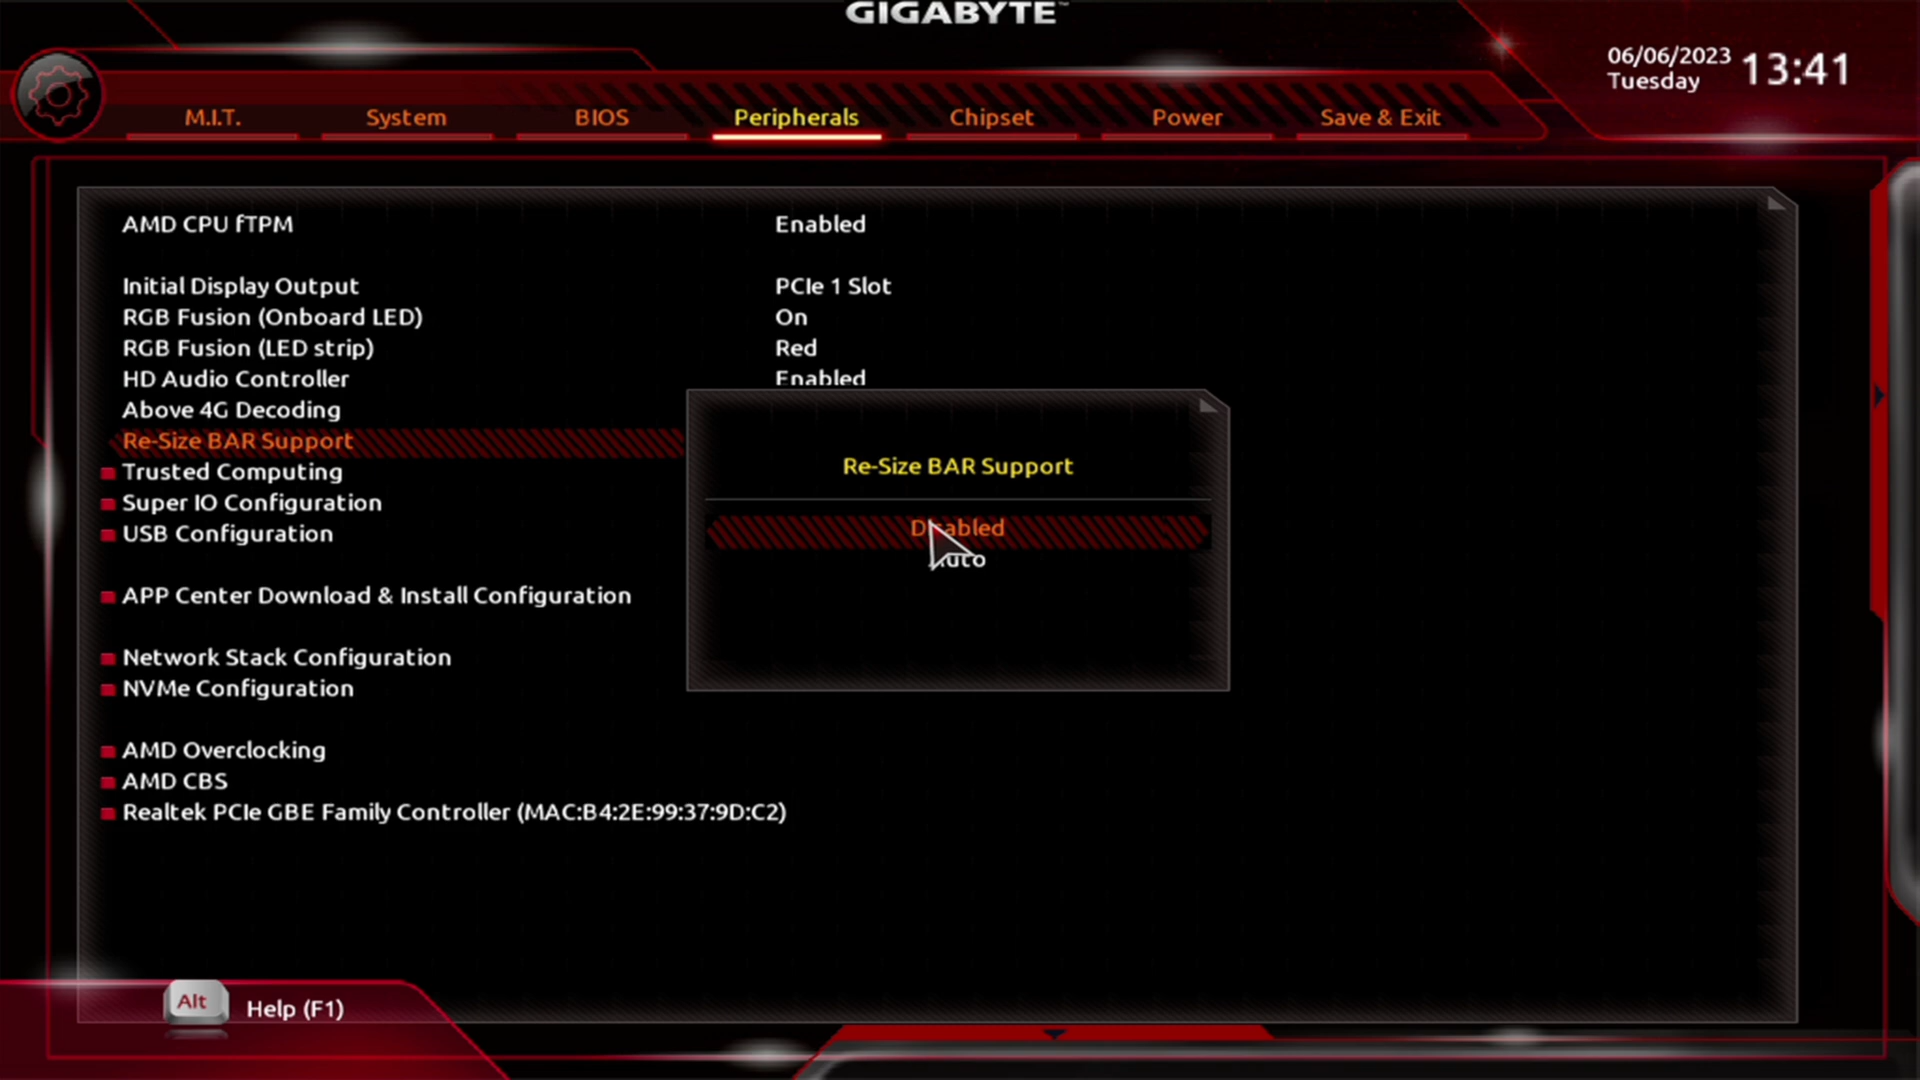 GIGABYTE™
06/06/2023
Tuesday
13:41
M.I.T. System BIOS Peripherals Chipset Power Save & Exit
AMD CPU fTPM Enabled
Initial Display Output PCIe 1 Slot
RGB Fusion (Onboard LED) On
RGB Fusion (LED strip) Red
HD Audio Controller Enabled
Above 4G Decoding
Re-Size BAR Support
Trusted Computing
Super IO Configuration
USB Configuration
APP Center Download & Install Configuration
Network Stack Configuration
NVMe Configuration
AMD Overclocking
AMD CBS
Realtek PCIe GBE Family Controller (MAC:B4:2E:99:37:9D:C2)
Re-Size BAR Support
Disabled
Auto
Alt Help (F1)